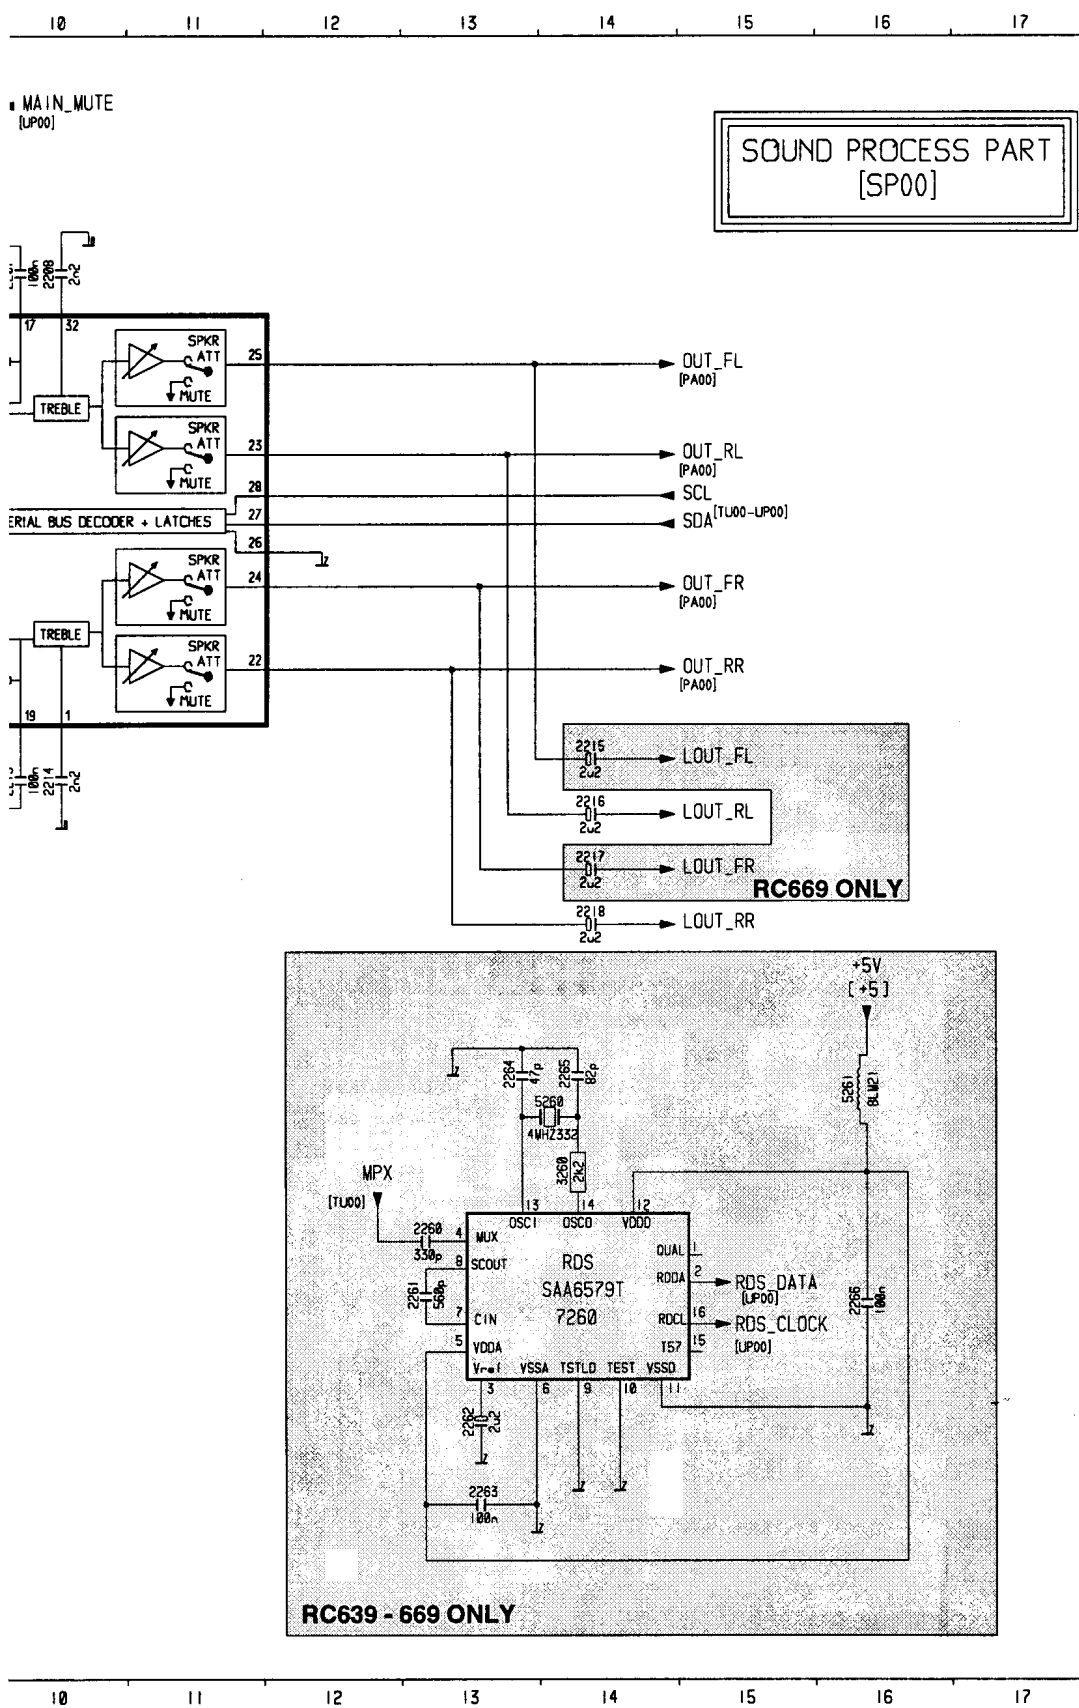 10 11 12 13 14 15 16 17
MAIN_MUTE
[UP00]
SOUND PROCESS PART
[SP00]
100n
2208
2n2
17
32
SPKR
ATT
MUTE
25
OUT_FL
[PA00]
TREBLE
SPKR
ATT
MUTE
23
OUT_RL
[PA00]
28
SCL
ERIAL BUS DECODER + LATCHES
27
SDA [TU00-UP00]
26
SPKR
ATT
MUTE
24
OUT_FR
[PA00]
TREBLE
SPKR
ATT
MUTE
22
OUT_RR
[PA00]
19
1
100n
2214
2n2
2215
2u2
LOUT_FL
2216
2u2
LOUT_RL
2217
2u2
LOUT_FR
RC669 ONLY
2218
2u2
LOUT_RR
+5V
[+5]
2264
47p
2265
82p
5261
BLM21
5260
4MHZ332
3260
2k2
MPX
[TU00]
13
14
12
OSCI
OSCO
VDDD
2260
330p
4
MUX
8
SCOUT
RDS
SAA6579T
7260
QUAL
1
RDDA
2
RDS_DATA
[UP00]
2261
560p
7
CIN
RDCL
16
RDS_CLOCK
[UP00]
2266
100n
5
VDDA
T57
15
Vref
VSSA
TSTLD
TEST
VSSD
3
6
9
10
11
2262
2u2
2263
100n
RC639 - 669 ONLY
10 11 12 13 14 15 16 17